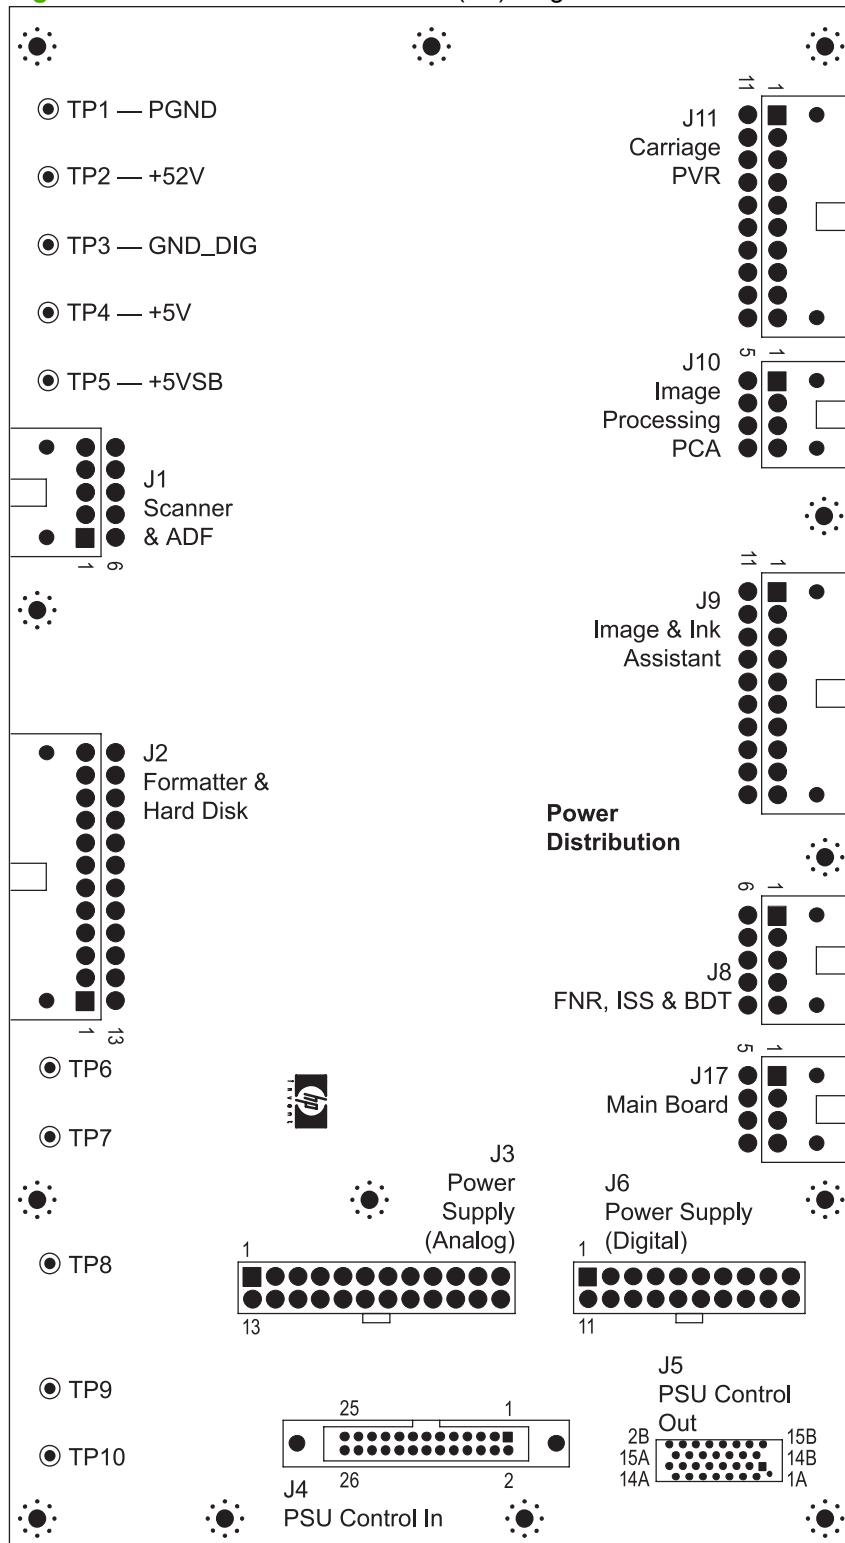 TP1 — PGND
TP2 — +52V
TP3 — GND_DIG
TP4 — +5V
TP5 — +5VSB
11 1
J11
Carriage
PVR
5 1
J10
Image
Processing
PCA
J1
Scanner
& ADF
1 6
11 1
J9
Image & Ink
Assistant
J2
Formatter &
Hard Disk
1 13
Power
Distribution
6 1
J8
FNR, ISS & BDT
5 1
J17
Main Board
TP6
TP7
TP8
TP9
TP10
hp
invent
J3
Power
Supply
(Analog)
1
13
J6
Power Supply
(Digital)
1
11
25 1
26 2
J4
PSU Control In
J5
PSU Control
Out
2B 15B
15A 14B
14A 1A